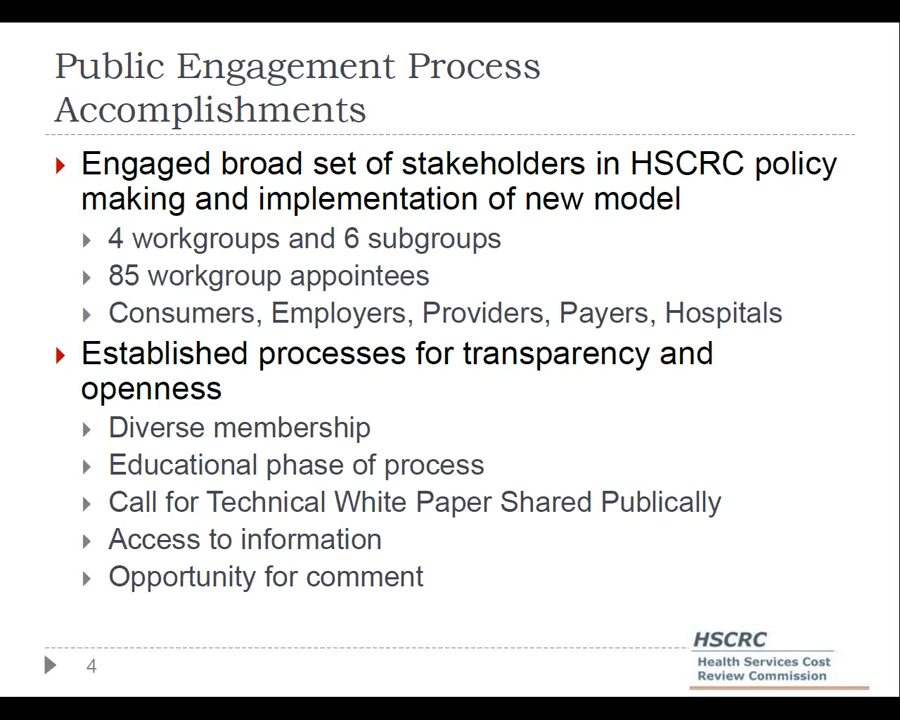 Public Engagement Process
Accomplishments
Engaged broad set of stakeholders in HSCRC policy
making and implementation of new model
4 workgroups and 6 subgroups
85 workgroup appointees
Consumers, Employers, Providers, Payers, Hospitals
Established processes for transparency and
openness
Diverse membership
Educational phase of process
Call for Technical White Paper Shared Publically
Access to information
Opportunity for comment
4
HSCRC
Health Services Cost
Review Commission